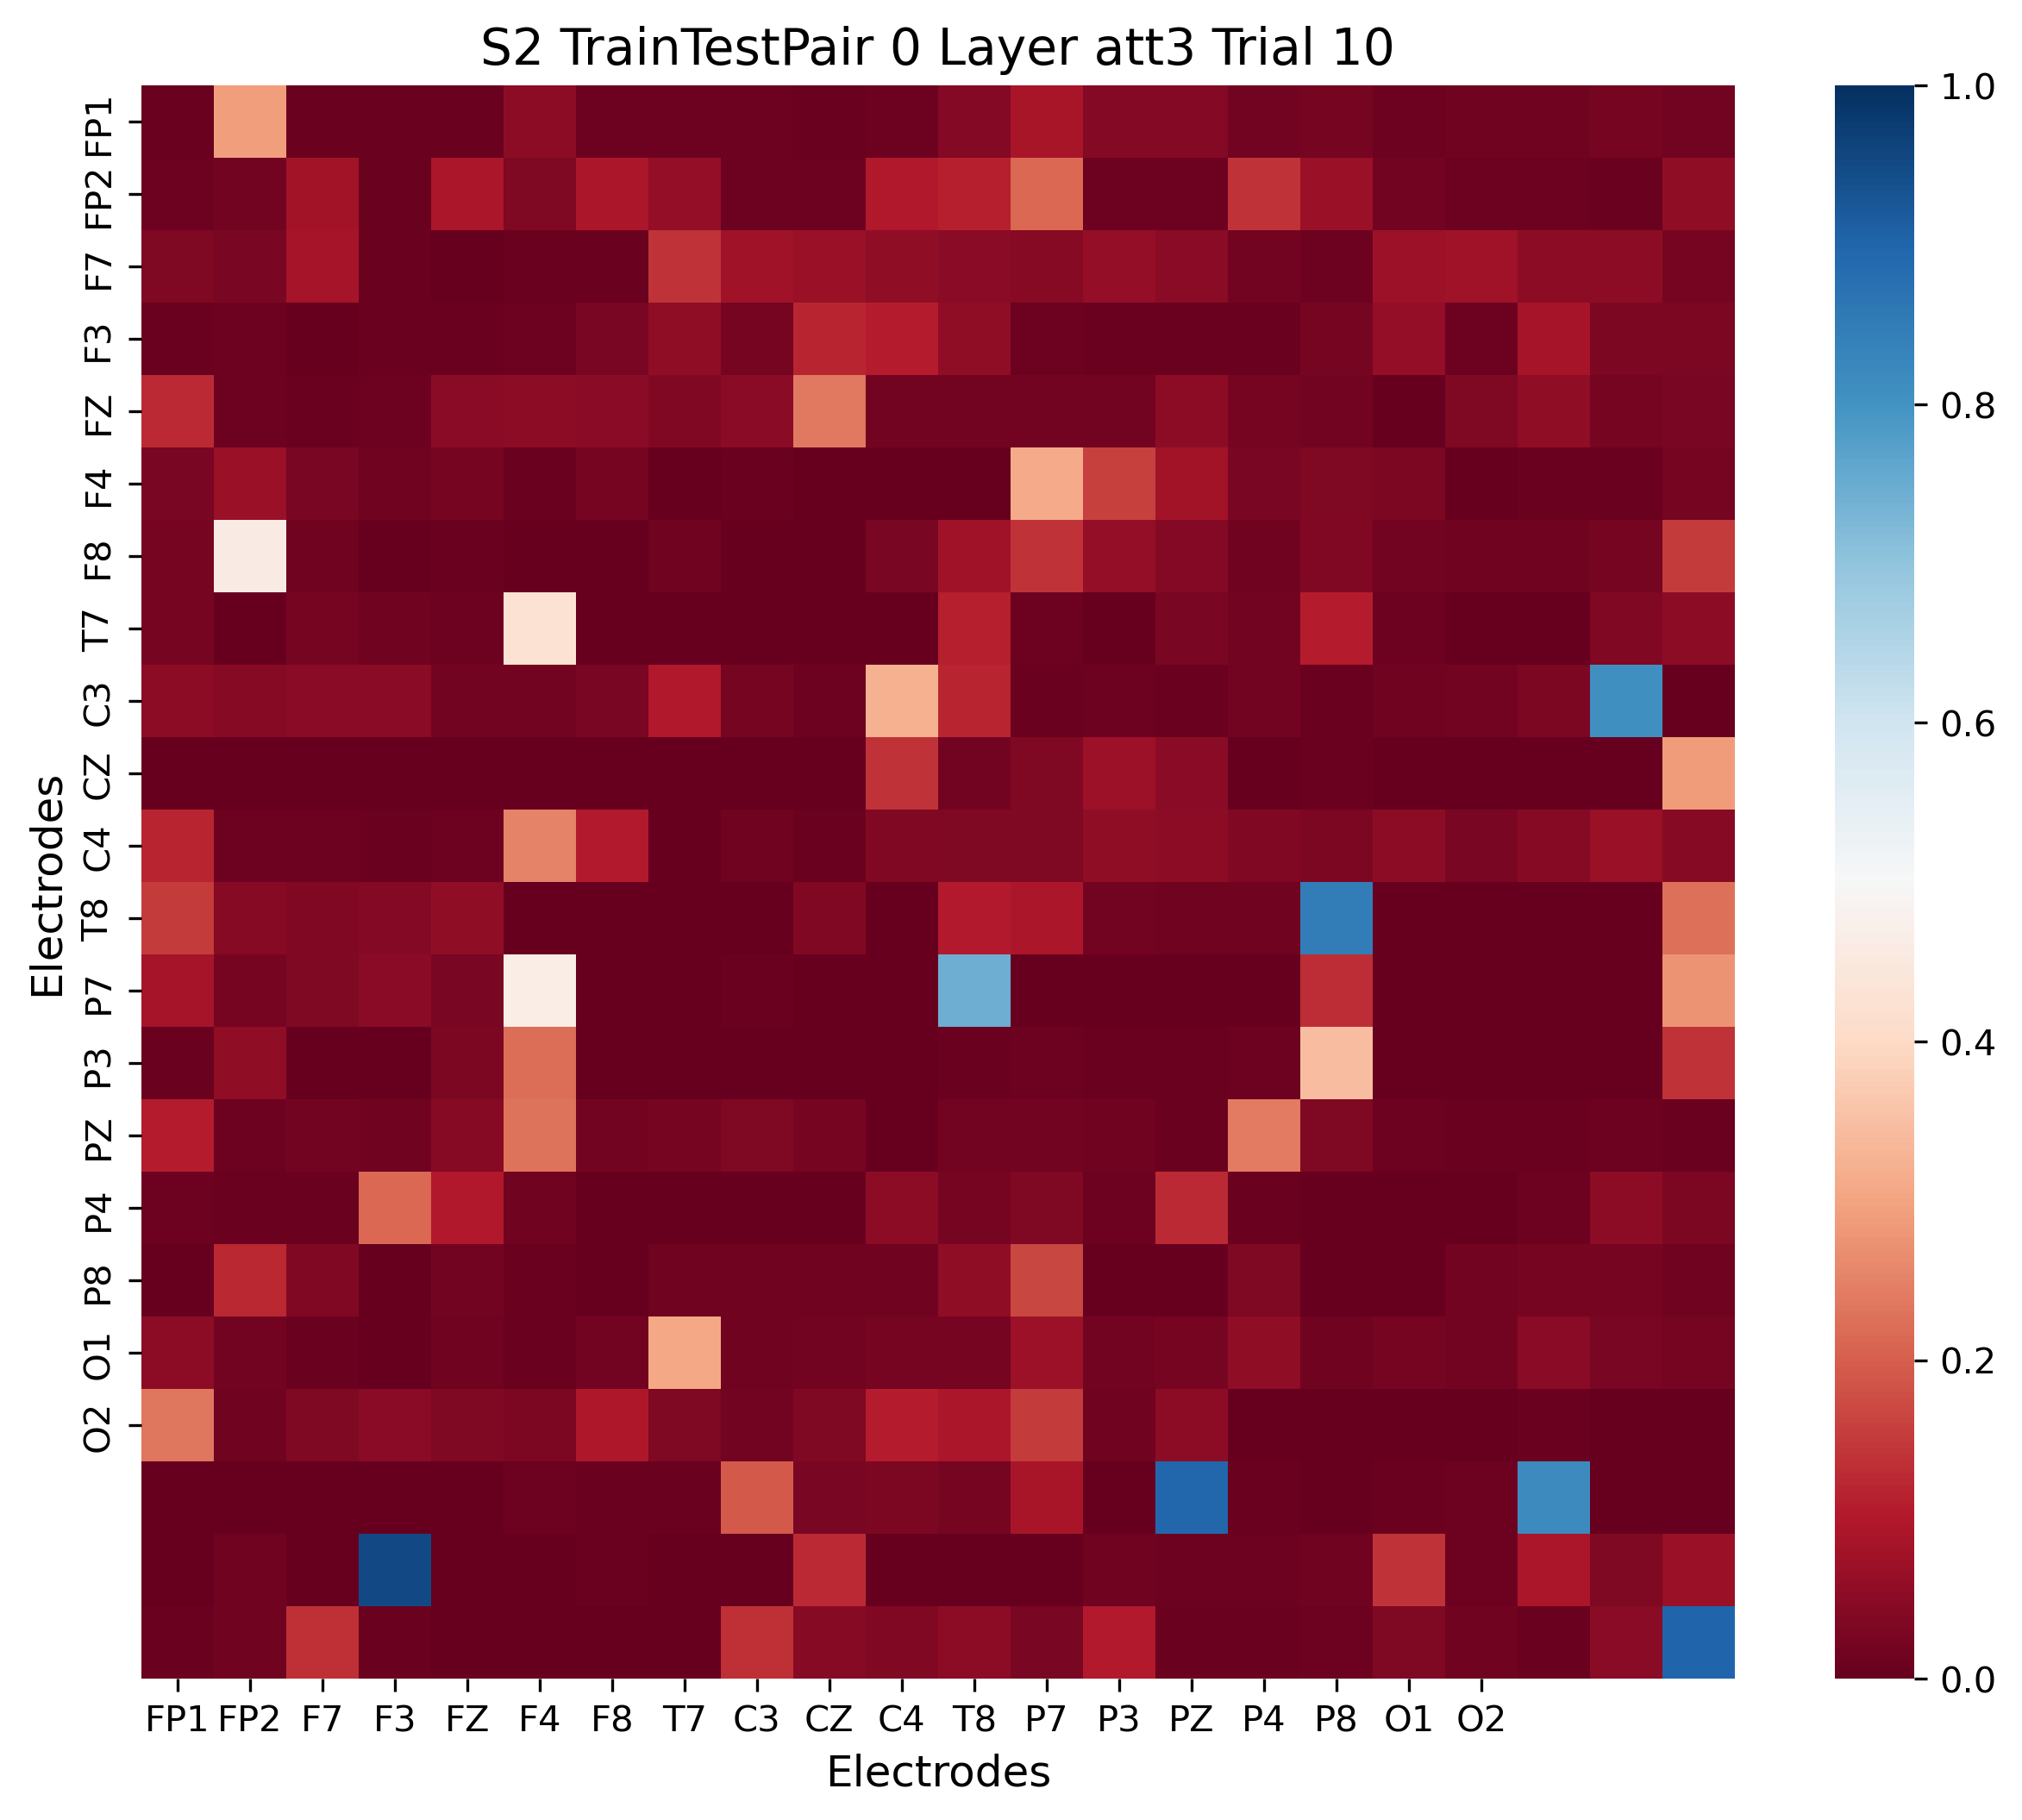 S2 TrainTestPair 0 Layer att3 Trial 10
Electrodes
FP1
FP2
F7
F3
FZ
F4
F8
T7
C3
CZ
C4
T8
P7
P3
PZ
P4
P8
O1
O2
FP1 FP2 F7 F3 FZ F4 F8 T7 C3 CZ C4 T8 P7 P3 PZ P4 P8 O1 O2
Electrodes
1.0
0.8
0.6
0.4
0.2
0.0